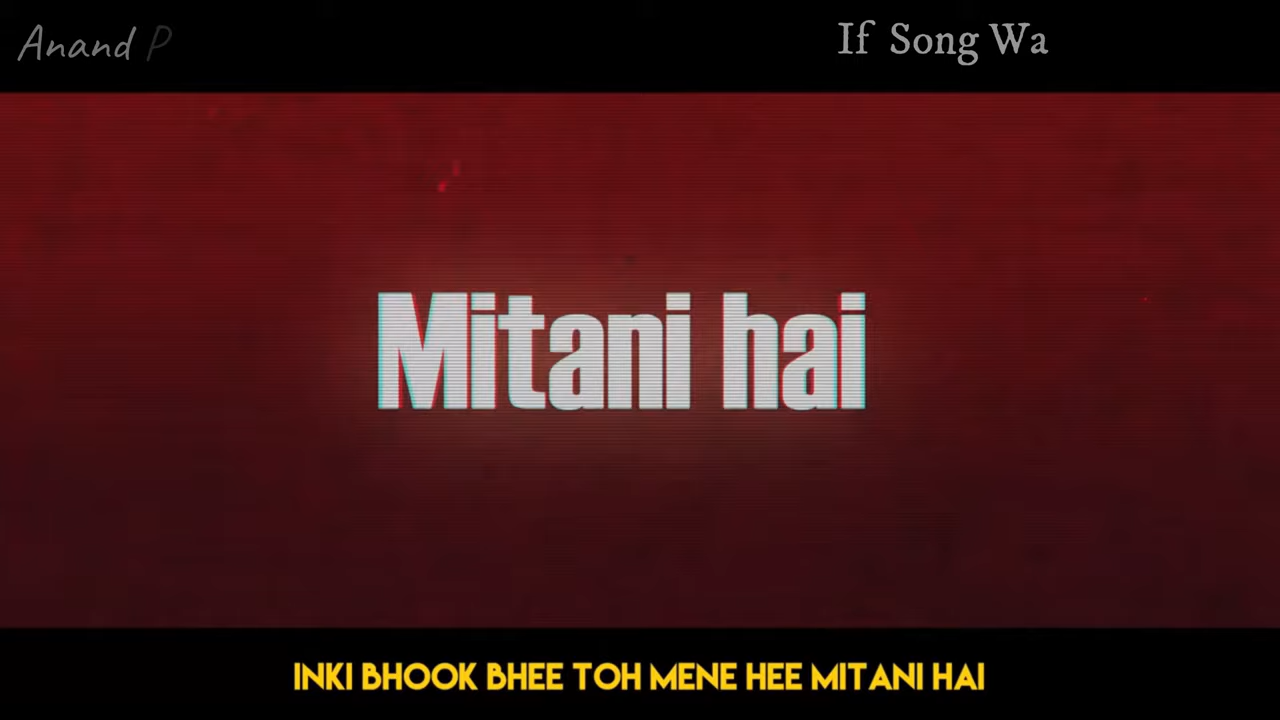 Anand P
If Song Wa
Mitani hai
INKI BHOOK BHEE TOH MENE HEE MITANI HAI